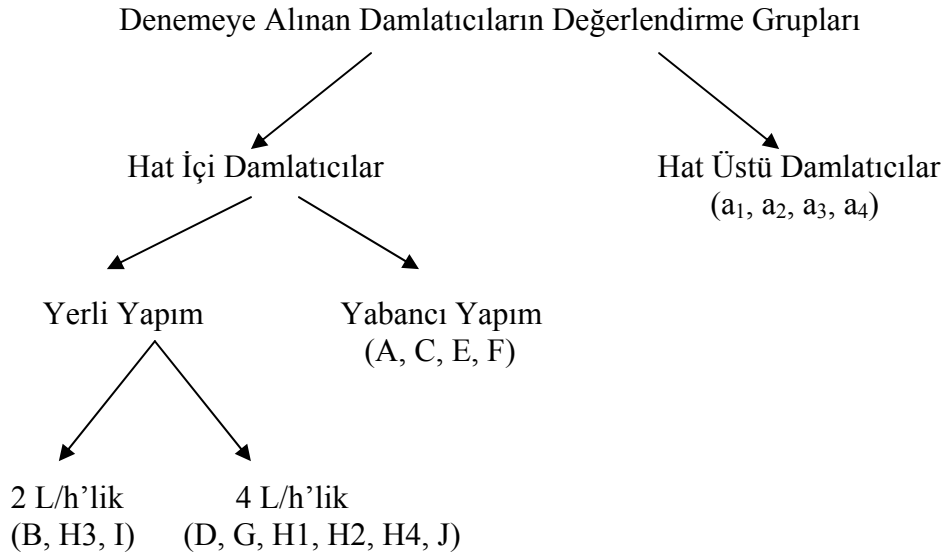 Denemeye Alınan Damlatıcıların Değerlendirme Grupları
Hat İçi Damlatıcılar
Hat Üstü Damlatıcılar
(a₁, a₂, a₃, a₄)
Yerli Yapım
Yabancı Yapım
(A, C, E, F)
2 L/h’lik
(B, H3, I)
4 L/h’lik
(D, G, H1, H2, H4, J)